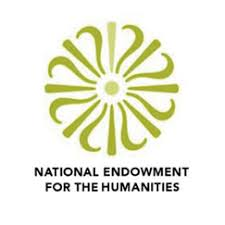 NATIONAL ENDOWMENT
FOR THE HUMANITIES